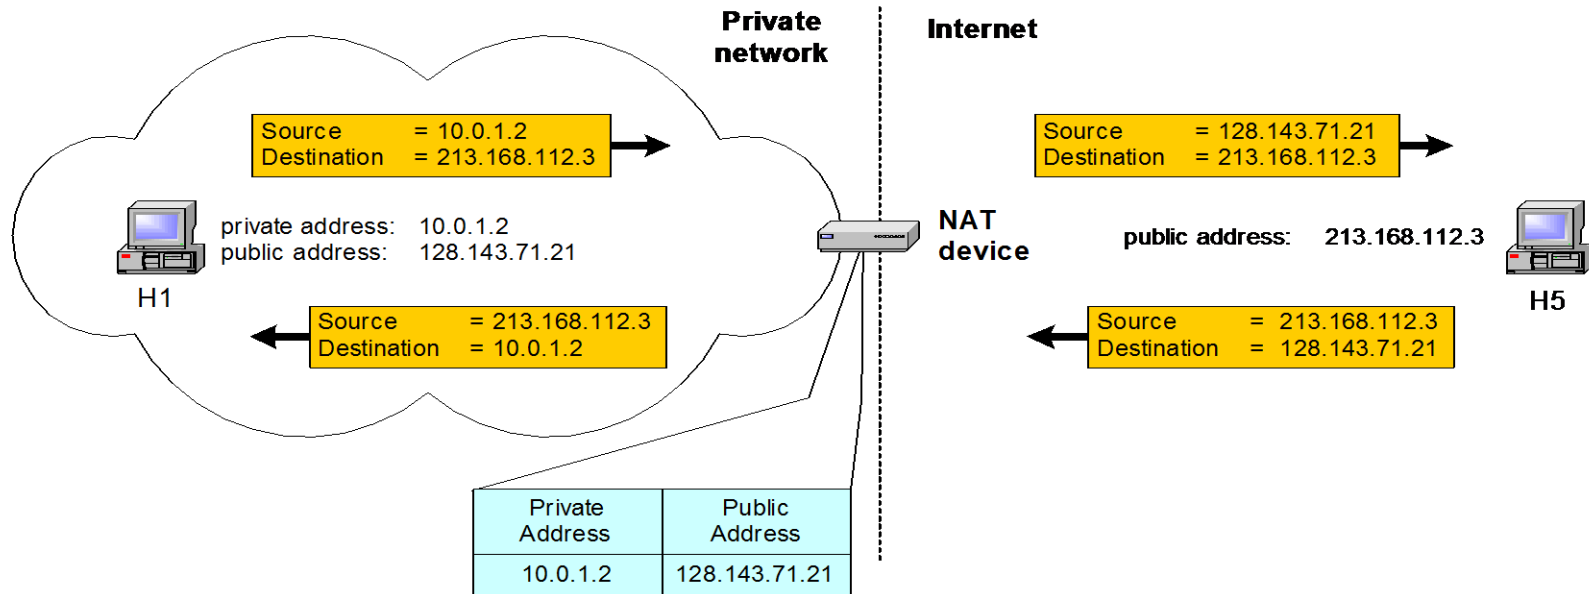 Private
network
Internet
Source = 10.0.1.2
Destination = 213.168.112.3
Source = 128.143.71.21
Destination = 213.168.112.3
private address: 10.0.1.2
public address: 128.143.71.21
H1
NAT
device
public address: 213.168.112.3
H5
Source = 213.168.112.3
Destination = 10.0.1.2
Source = 213.168.112.3
Destination = 128.143.71.21
Private
Address
Public
Address
10.0.1.2
128.143.71.21